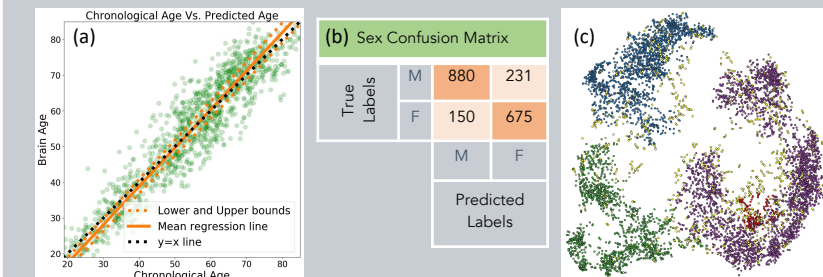 Chronological Age Vs. Predicted Age
(a)
Brain Age
80
70
60
50
40
30
20
Lower and Upper bounds
Mean regression line
y=x line
20 30 40 50 60 70 80
Chronological Age
(b)
Sex Confusion Matrix
True
Labels
M 880 231
F 150 675
M F
Predicted
Labels
(c)